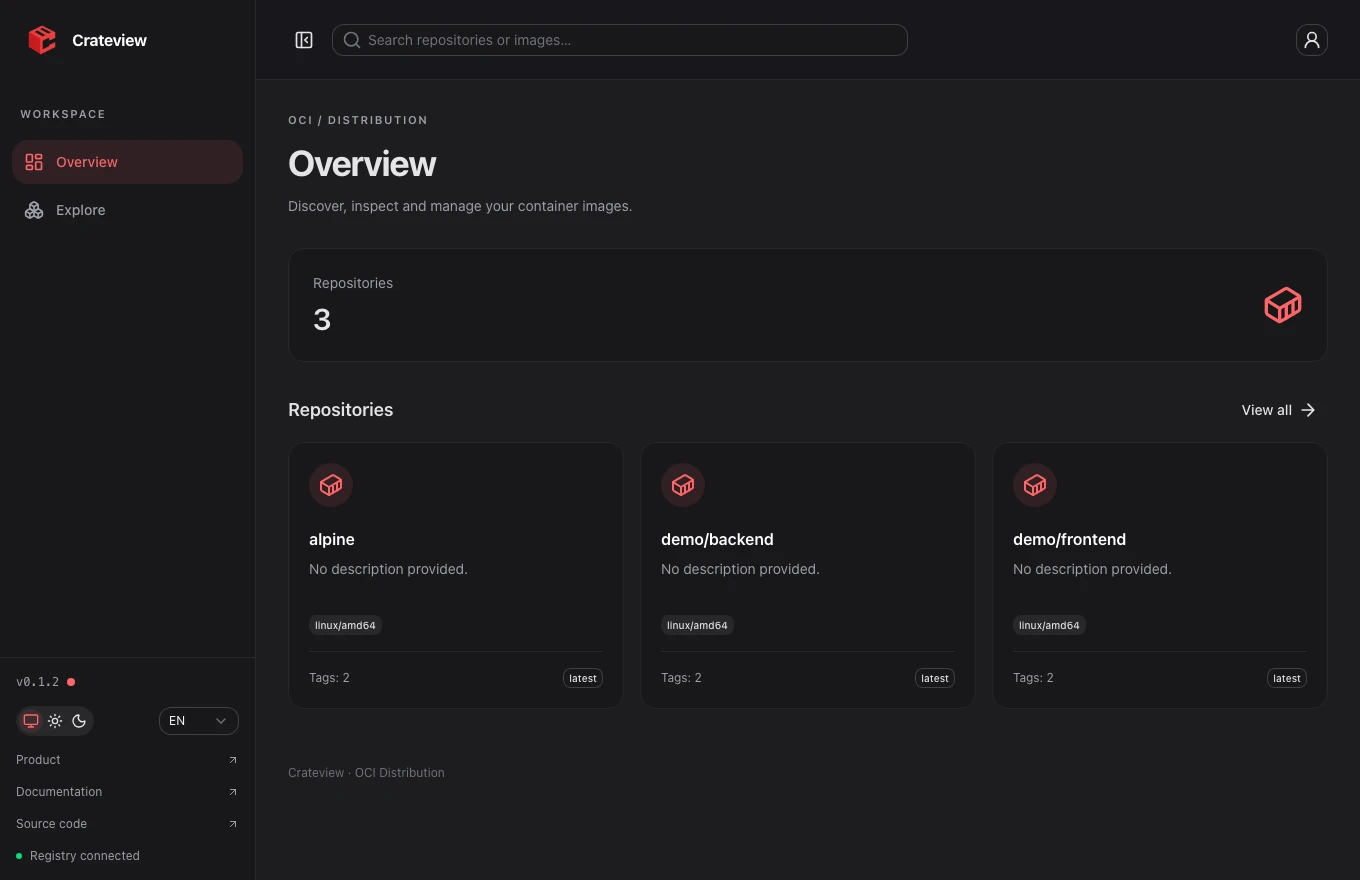 Crateview
Search repositories or images...
WORKSPACE
Overview
Explore
OCI / DISTRIBUTION
Overview
Discover, inspect and manage your container images.
Repositories
3
Repositories
View all
alpine
No description provided.
linux/amd64
Tags: 2
latest
demo/backend
No description provided.
linux/amd64
Tags: 2
latest
demo/frontend
No description provided.
linux/amd64
Tags: 2
latest
Crateview · OCI Distribution
v0.1.2
EN
Product
Documentation
Source code
Registry connected